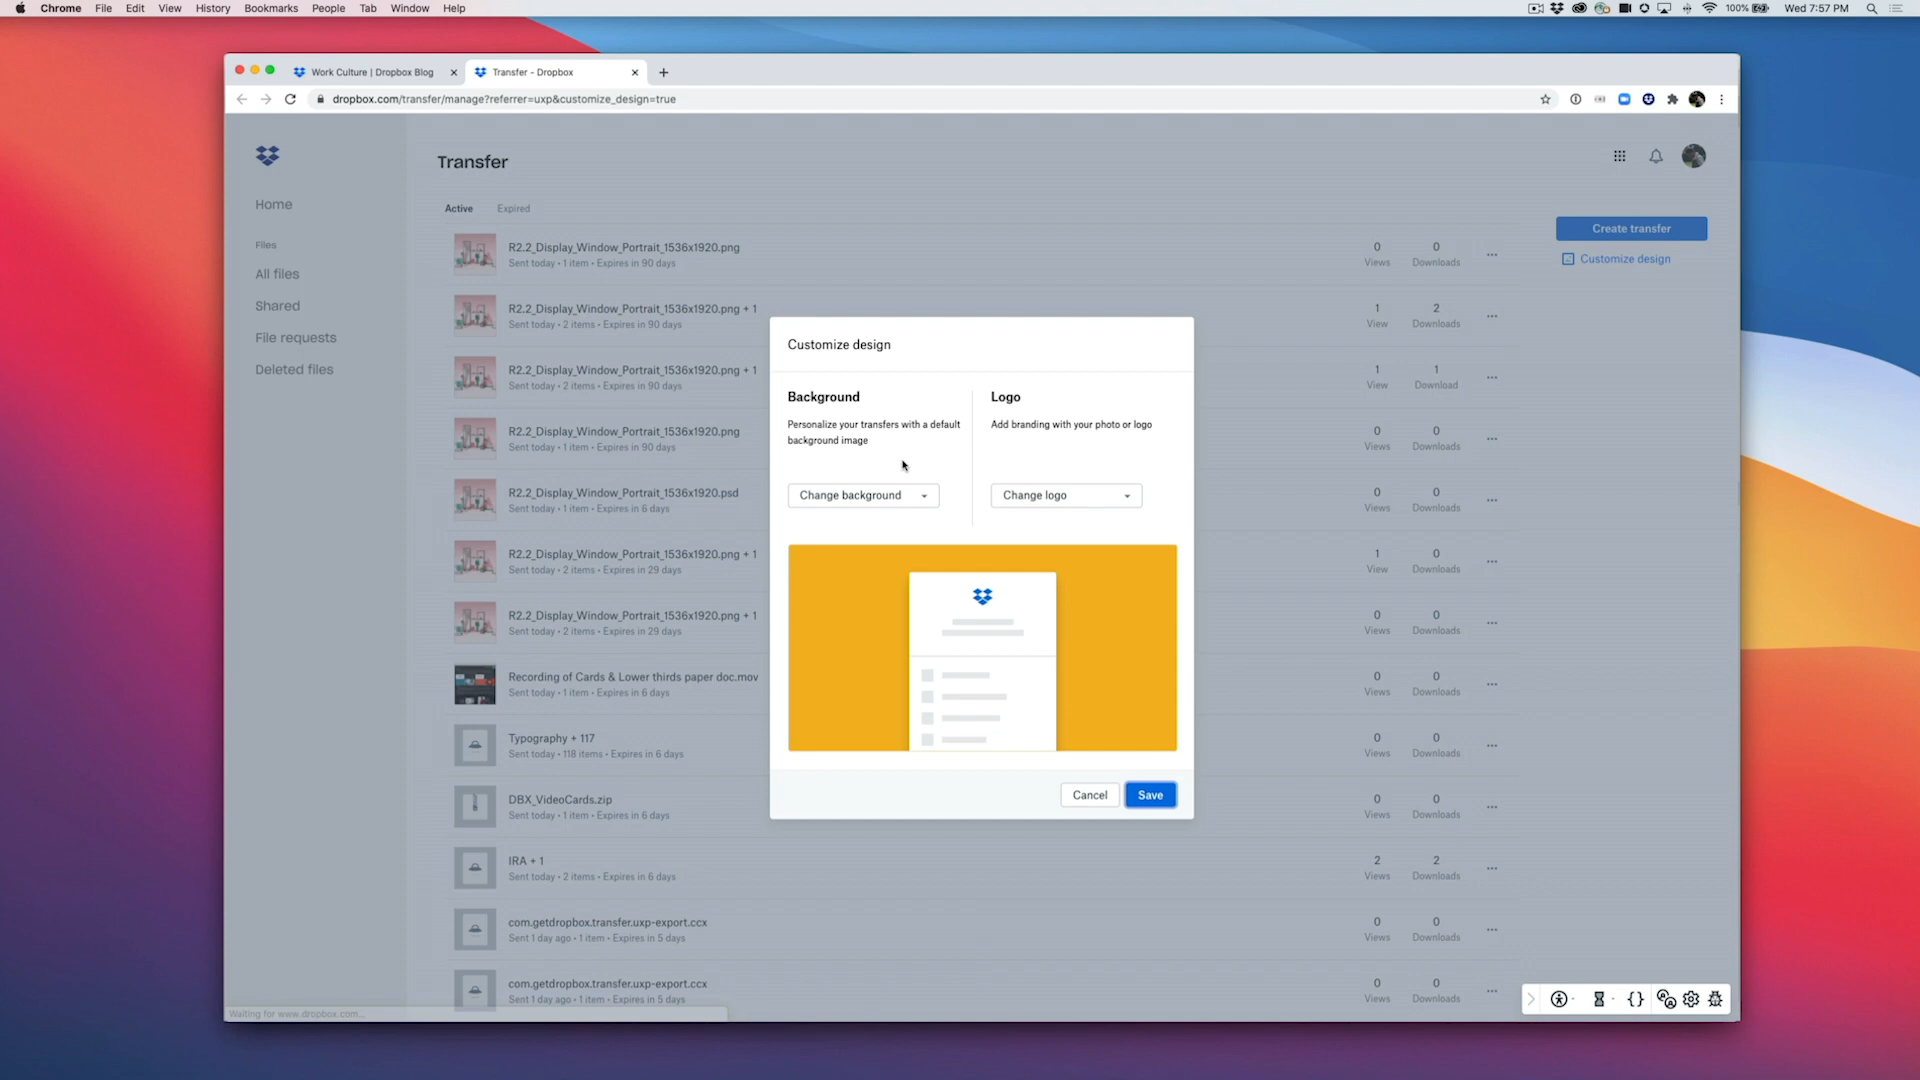 Chrome File Edit View History Bookmarks People Tab Window Help
100% Wed 7:57 PM
Work Culture | Dropbox Blog
Transfer - Dropbox
dropbox.com/transfer/manage?referrer=uxp&customize_design=true
Transfer
Home
Files
All files
Shared
File requests
Deleted files
Active Expired
Create transfer
Customize design
R2.2_Display_Window_Portrait_1536x1920.png
Sent today • 1 item • Expires in 90 days
0 Views
0 Downloads
R2.2_Display_Window_Portrait_1536x1920.png + 1
Sent today • 2 items • Expires in 90 days
1 View
2 Downloads
R2.2_Display_Window_Portrait_1536x1920.png + 1
Sent today • 2 items • Expires in 90 days
1 View
1 Download
R2.2_Display_Window_Portrait_1536x1920.png
Sent today • 1 item • Expires in 90 days
0 Views
0 Downloads
R2.2_Display_Window_Portrait_1536x1920.psd
Sent today • 1 item • Expires in 6 days
0 Views
0 Downloads
R2.2_Display_Window_Portrait_1536x1920.png + 1
Sent today • 2 items • Expires in 29 days
1 View
0 Downloads
R2.2_Display_Window_Portrait_1536x1920.png + 1
Sent today • 2 items • Expires in 29 days
0 Views
0 Downloads
Recording of Cards & Lower thirds paper doc.mov
Sent today • 1 item • Expires in 6 days
0 Views
0 Downloads
Typography + 117
Sent today • 118 items • Expires in 6 days
0 Views
0 Downloads
DBX_VideoCards.zip
Sent today • 1 item • Expires in 6 days
0 Views
0 Downloads
IRA + 1
Sent today • 2 items • Expires in 6 days
2 Views
2 Downloads
com.getdropbox.transfer.uxp-export.ccx
Sent 1 day ago • 1 item • Expires in 5 days
0 Views
0 Downloads
com.getdropbox.transfer.uxp-export.ccx
Sent 1 day ago • 1 item • Expires in 5 days
0 Views
0 Downloads
Customize design
Background
Personalize your transfers with a default
background image
Change background
Logo
Add branding with your photo or logo
Change logo
Cancel
Save
Waiting for www.dropbox.com...